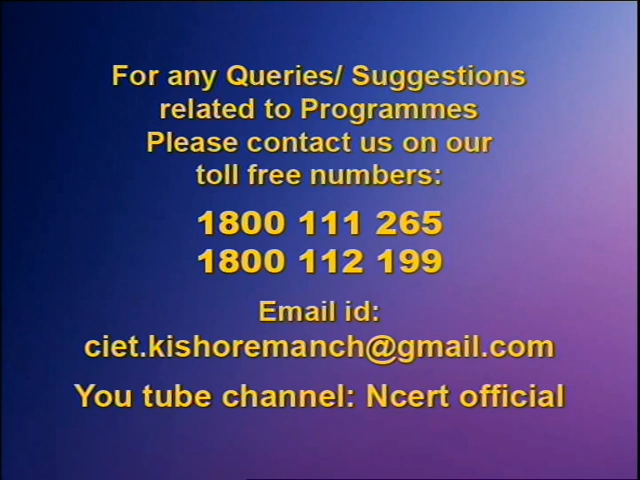 For any Queries/ Suggestions
related to Programmes
Please contact us on our
toll free numbers:
1800 111 265
1800 112 199
Email id:
ciet.kishoremanch@gmail.com
You tube channel: Ncert official